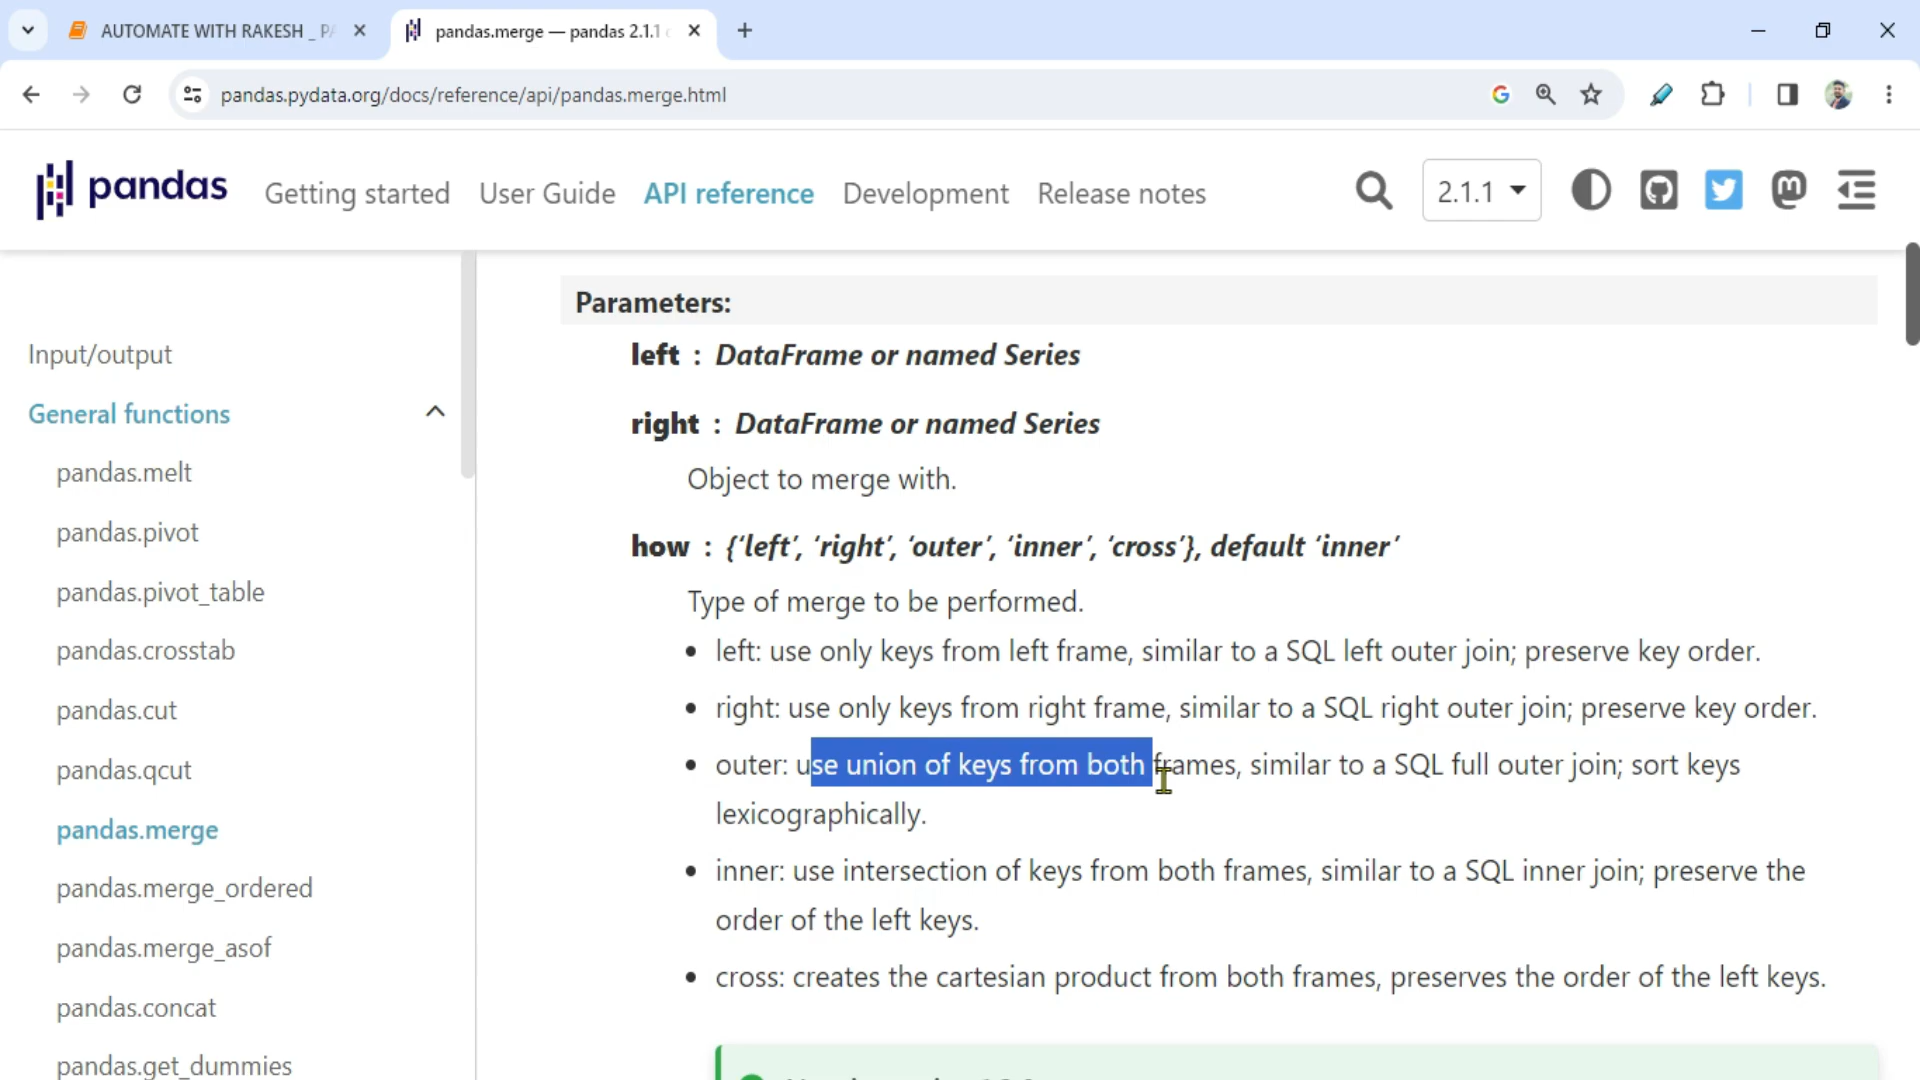 AUTOMATE WITH RAKESH _
pandas.merge — pandas 2.1.1
pandas.pydata.org/docs/reference/api/pandas.merge.html
pandas
Getting started
User Guide
API reference
Development
Release notes
2.1.1
Input/output
General functions
pandas.melt
pandas.pivot
pandas.pivot_table
pandas.crosstab
pandas.cut
pandas.qcut
pandas.merge
pandas.merge_ordered
pandas.merge_asof
pandas.concat
pandas.get_dummies
Parameters:
left : DataFrame or named Series
right : DataFrame or named Series
Object to merge with.
how : {‘left’, ‘right’, ‘outer’, ‘inner’, ‘cross’}, default ‘inner’
Type of merge to be performed.
• left: use only keys from left frame, similar to a SQL left outer join; preserve key order.
• right: use only keys from right frame, similar to a SQL right outer join; preserve key order.
• outer: use union of keys from both frames, similar to a SQL full outer join; sort keys
lexicographically.
• inner: use intersection of keys from both frames, similar to a SQL inner join; preserve the
order of the left keys.
• cross: creates the cartesian product from both frames, preserves the order of the left keys.